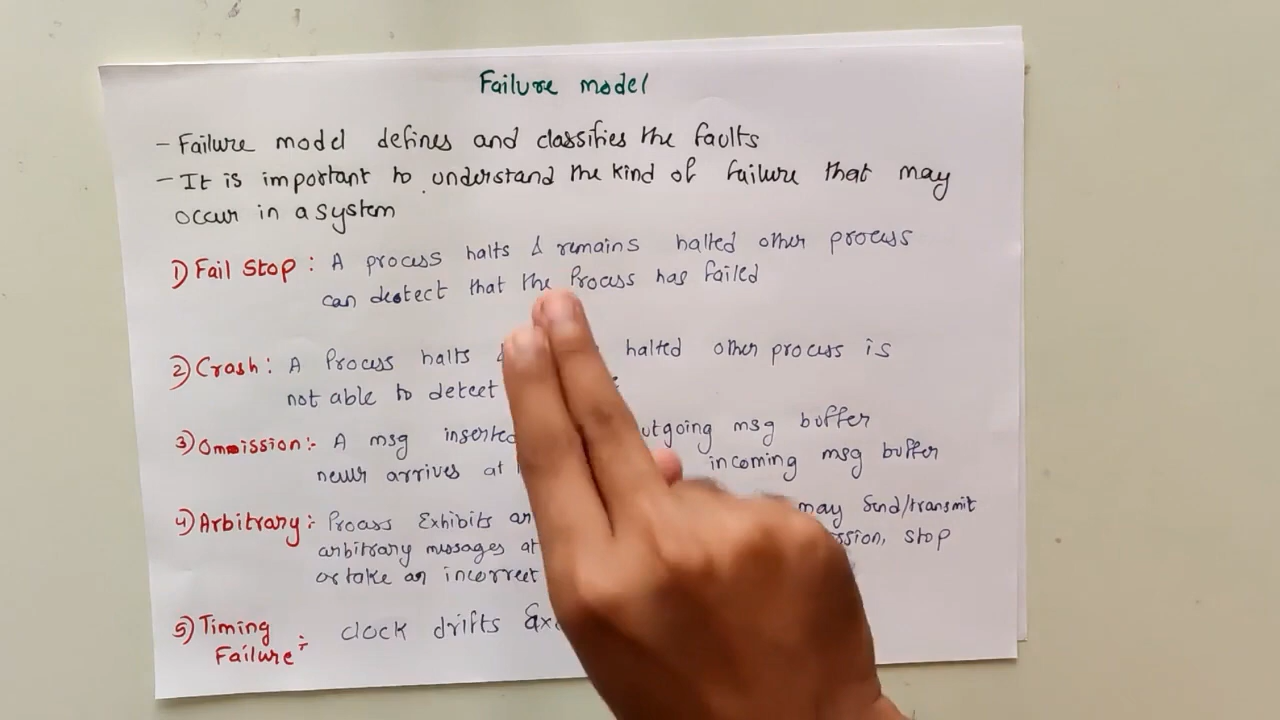 Failure model
- Failure model defines and classifies the faults
- It is important to understand the kind of failure that may
occur in a system
1) Fail Stop : A process halts & remains halted other process
can detect that the Process has failed
2) Crash : A Process halts & halted other process is
not able to detect
3) Ommission :- A msg inserted outgoing msg buffer
never arrives at incoming msg buffer
4) Arbitrary :- Process Exhibits may Send/transmit
arbitrary messages at stop
or take an incorrect
5) Timing
Failure :- clock drifts